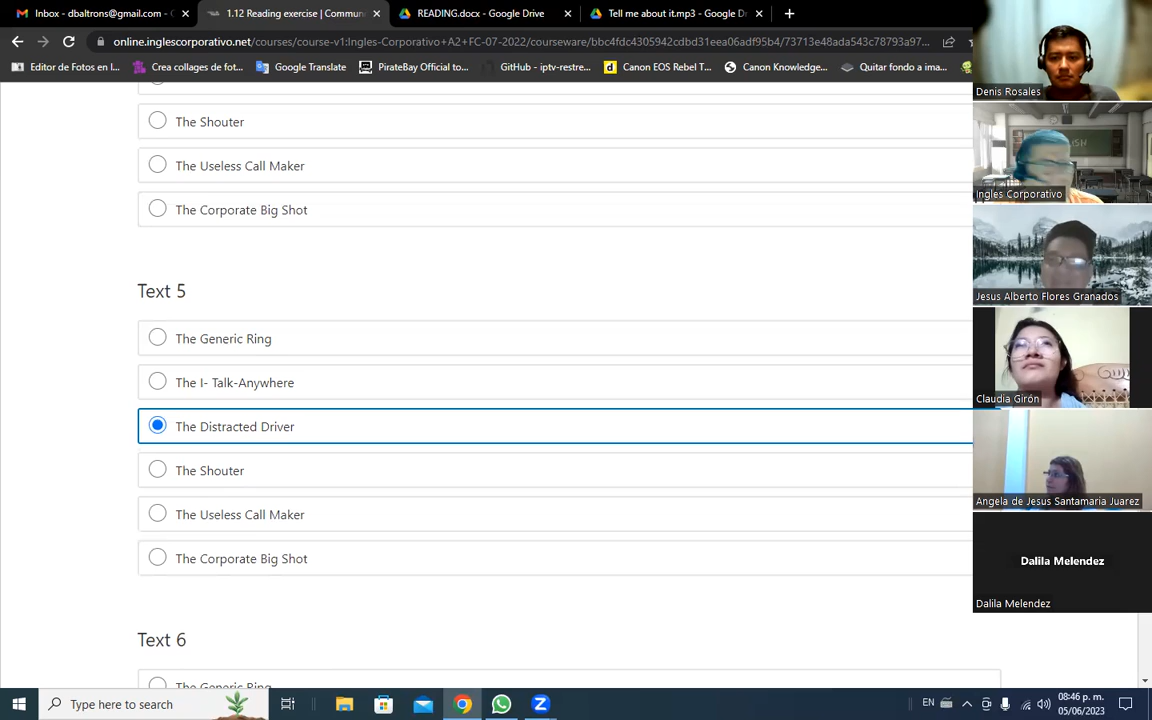 Inbox - dbaltrons@gmail.com -
1.12 Reading exercise | Commun
READING.docx - Google Drive
Tell me about it.mp3 - Google Dr
online.inglescorporativo.net/courses/course-v1:Ingles-Corporativo+A2+FC-07-2022/courseware/bbc4fdc4305942cdbd31eea06adf95b4/73713e48ada543c78793a97...
Editor de Fotos en l...
Crea collages de fot...
Google Translate
PirateBay Official to...
GitHub - iptv-restre...
Canon EOS Rebel T...
Canon Knowledge...
Quitar fondo a ima...
The Shouter
The Useless Call Maker
The Corporate Big Shot
Text 5
The Generic Ring
The I- Talk-Anywhere
The Distracted Driver
The Shouter
The Useless Call Maker
The Corporate Big Shot
Text 6
The Generic Ring
Denis Rosales
Ingles Corporativo
Jesus Alberto Flores Granados
Claudia Girón
Angela de Jesus Santamaria Juarez
Dalila Melendez
Dalila Melendez
Type here to search
EN
08:46 p. m.
05/06/2023